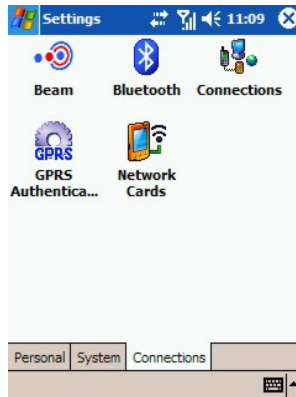 Settings 11:09
Beam Bluetooth Connections
GPRS
GPRS Network
Authentica... Cards
Personal System Connections